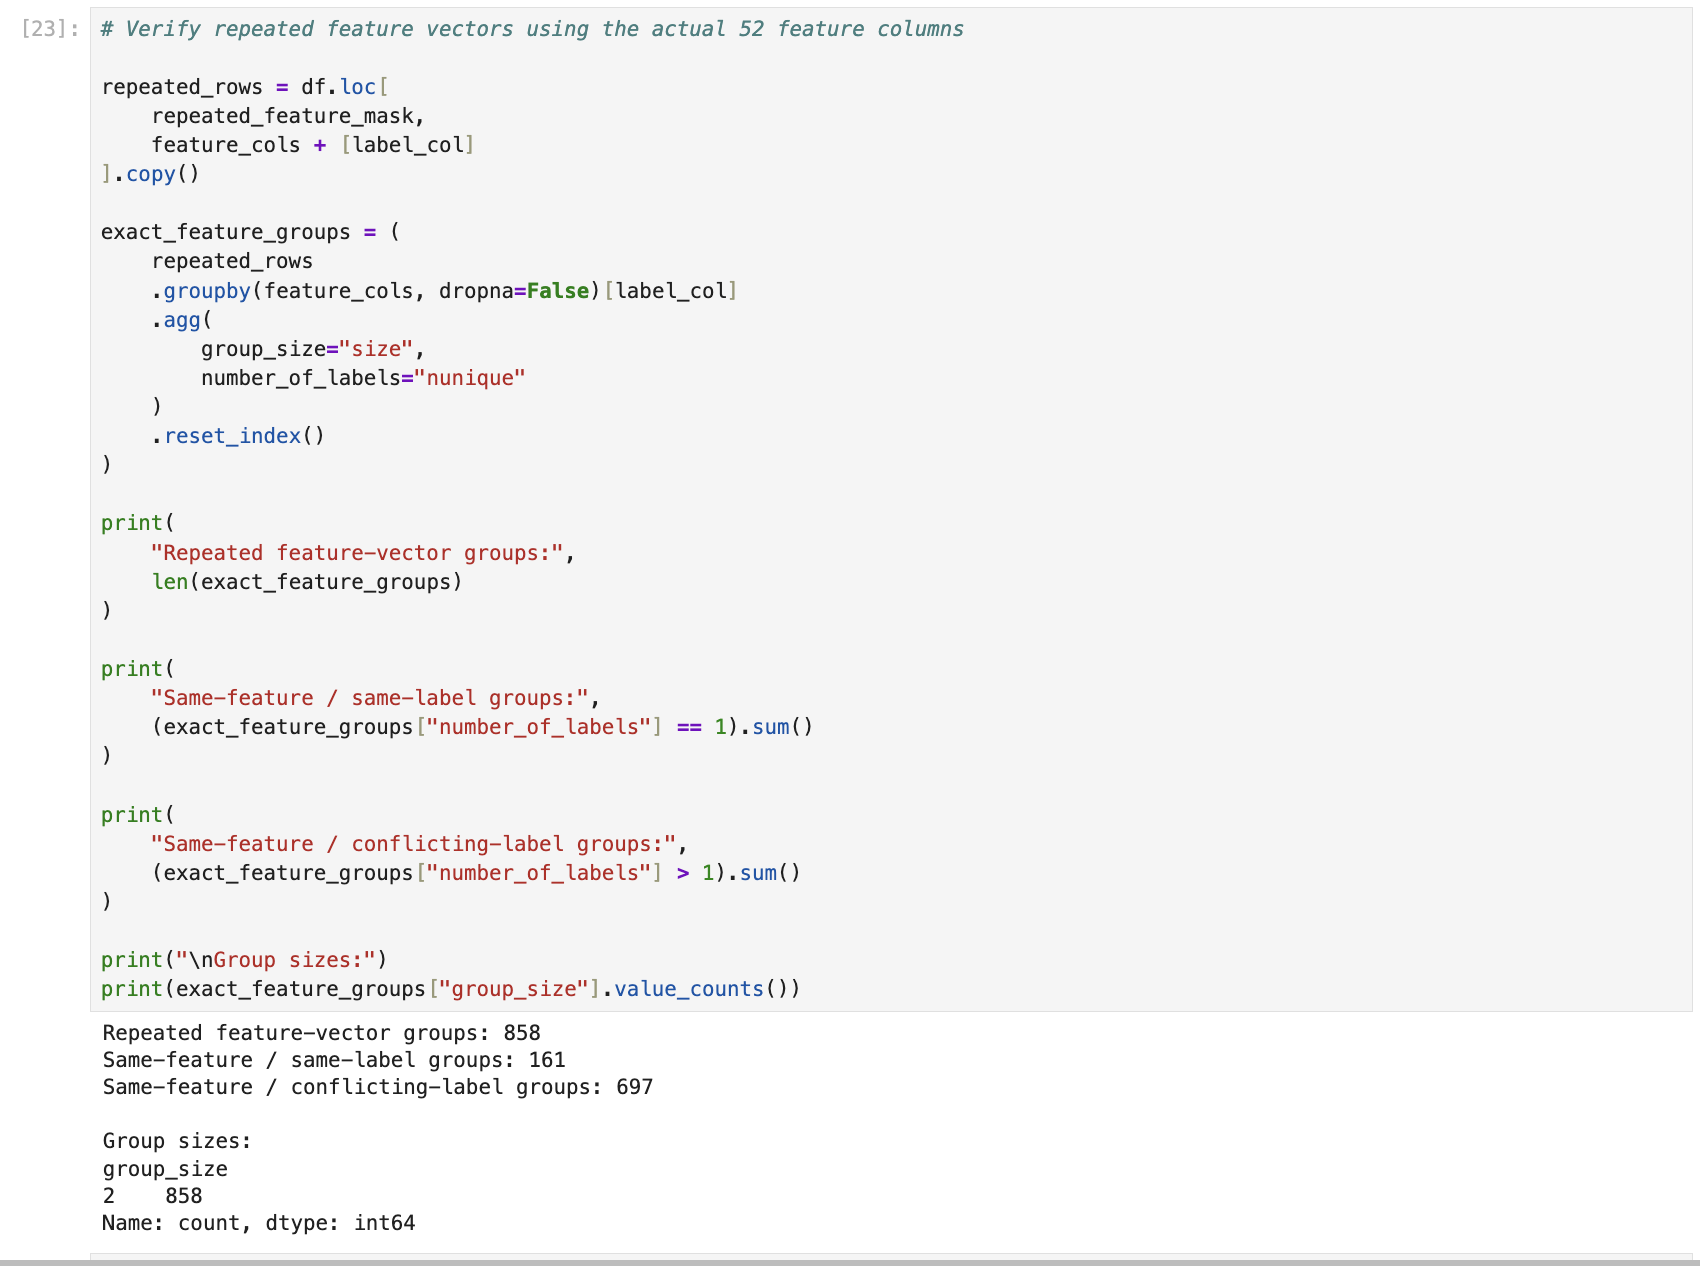 [23]: # Verify repeated feature vectors using the actual 52 feature columns
repeated_rows = df.loc[
    repeated_feature_mask,
    feature_cols + [label_col]
].copy()
exact_feature_groups = (
    repeated_rows
    .groupby(feature_cols, dropna=False)[label_col]
    .agg(
        group_size="size",
        number_of_labels="nunique"
    )
    .reset_index()
)
print(
    "Repeated feature-vector groups:",
    len(exact_feature_groups)
)
print(
    "Same-feature / same-label groups:",
    (exact_feature_groups["number_of_labels"] == 1).sum()
)
print(
    "Same-feature / conflicting-label groups:",
    (exact_feature_groups["number_of_labels"] > 1).sum()
)
print("\nGroup sizes:")
print(exact_feature_groups["group_size"].value_counts())
Repeated feature-vector groups: 858
Same-feature / same-label groups: 161
Same-feature / conflicting-label groups: 697
Group sizes:
group_size
2    858
Name: count, dtype: int64